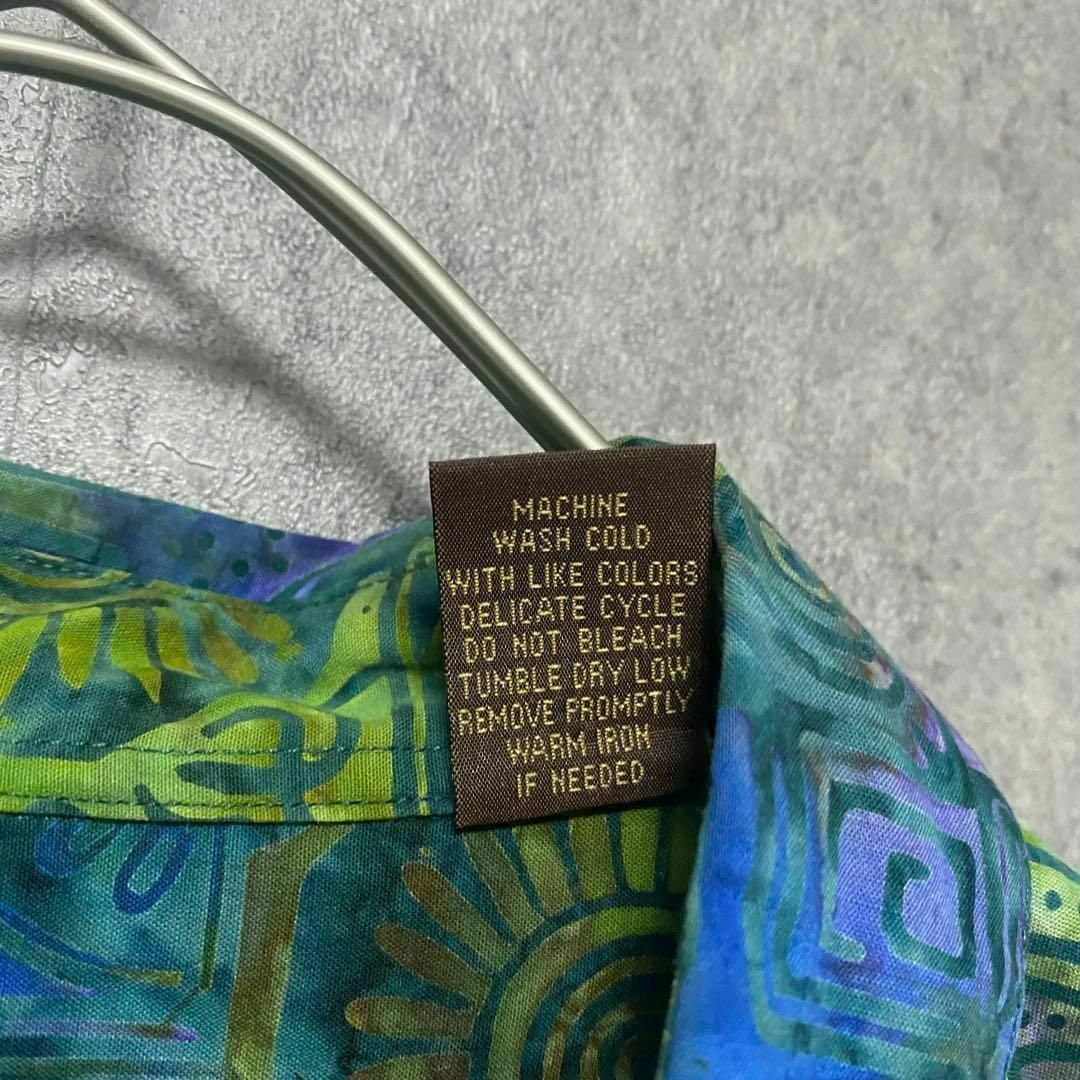 MACHINE
WASH COLD
WITH LIKE COLORS
DELICATE CYCLE
DO NOT BLEACH
TUMBLE DRY LOW
REMOVE PROMPTLY
WARM IRON
IF NEEDED